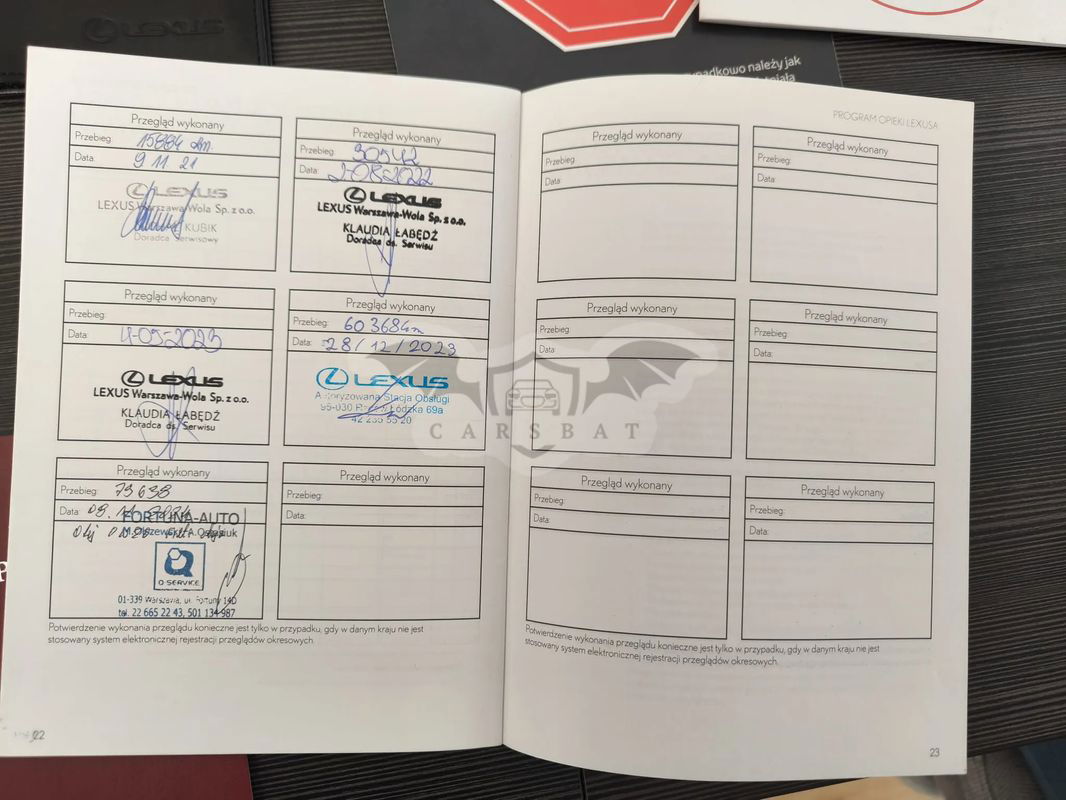 LEXUS
padkowo należy jak
Przegląd wykonany
Przebieg: 15884 km
Data: 9 11 21
LEXUS
LEXUS Warszawa-Wola Sp. z o.o.
KUBIK
Doradca Serwisowy
Przegląd wykonany
Przebieg: 30542
Data: 2-08-2022
LEXUS
LEXUS Warszawa-Wola Sp. z o.o.
KLAUDIA ŁABĘDŹ
Doradca ds. Serwisu
Przegląd wykonany
Przebieg:
Data: 4-05-2023
LEXUS
LEXUS Warszawa-Wola Sp. z o.o.
KLAUDIA ŁABĘDŹ
Doradca ds. Serwisu
Przegląd wykonany
Przebieg: 60 368 km
Data: 28/12/2023
LEXUS
Autoryzowana Stacja Obsługi
95-030 Łódzka 69a
Przegląd wykonany
Przebieg: 73638
Data:
FORTUNA-AUTO
Q-SERVICE
01-339 Warszawa, ul. Fortuny 14D
tel. 22 665 22 43, 501 134 987
Przegląd wykonany
Przebieg:
Data:
Potwierdzenie wykonania przeglądu konieczne jest tylko w przypadku, gdy w danym kraju nie jest
stosowany system elektronicznej rejestracji przeglądów okresowych.
22
PROGRAM OPIEKI LEXUSA
Przegląd wykonany
Przebieg:
Data:
Przegląd wykonany
Przebieg:
Data:
Przegląd wykonany
Przebieg:
Data:
Przegląd wykonany
Przebieg:
Data:
Przegląd wykonany
Przebieg:
Data:
Przegląd wykonany
Przebieg:
Data:
Potwierdzenie wykonania przeglądu konieczne jest tylko w przypadku, gdy w danym kraju nie jest
stosowany system elektronicznej rejestracji przeglądów okresowych.
23
CARSBAT